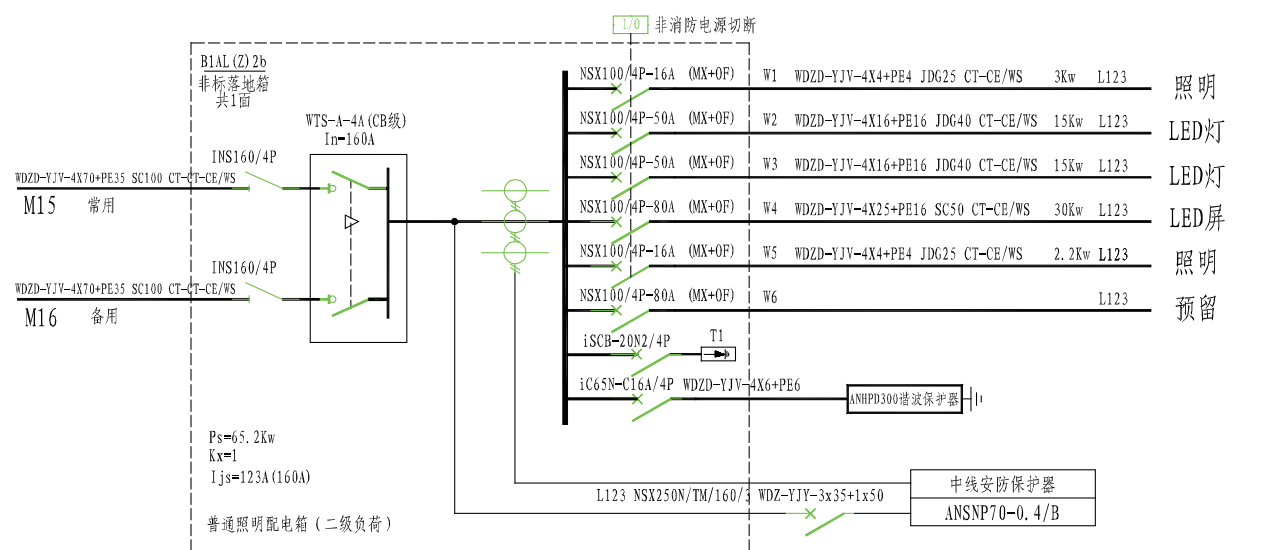 I/O 非消防电源切断
B1AL(Z)2b
非标落地箱
共1面
WTS-A-4A(CB级)
In=160A
INS160/4P
WDZD-YJV-4X70+PE35 SC100 CT-CT-CE/WS
M15 常用
INS160/4P
WDZD-YJV-4X70+PE35 SC100 CT-CT-CE/WS
M16 备用
NSX100/4P-16A (MX+OF) W1 WDZD-YJV-4X4+PE4 JDG25 CT-CE/WS 3Kw L123 照明
NSX100/4P-50A (MX+OF) W2 WDZD-YJV-4X16+PE16 JDG40 CT-CE/WS 15Kw L123 LED灯
NSX100/4P-50A (MX+OF) W3 WDZD-YJV-4X16+PE16 JDG40 CT-CE/WS 15Kw L123 LED灯
NSX100/4P-80A (MX+OF) W4 WDZD-YJV-4X25+PE16 SC50 CT-CE/WS 30Kw L123 LED屏
NSX100/4P-16A (MX+OF) W5 WDZD-YJV-4X4+PE4 JDG25 CT-CE/WS 2.2Kw L123 照明
NSX100/4P-80A (MX+OF) W6 L123 预留
iSCB-20N2/4P T1
iC65N-C16A/4P WDZD-YJV-4X6+PE6 ANHPD300谐波保护器
Ps=65.2Kw
Kx=1
Ijs=123A(160A)
普通照明配电箱（二级负荷）
L123 NSX250N/TM/160/3 WDZ-YJY-3x35+1x50
中线安防保护器
ANSNP70-0.4/B